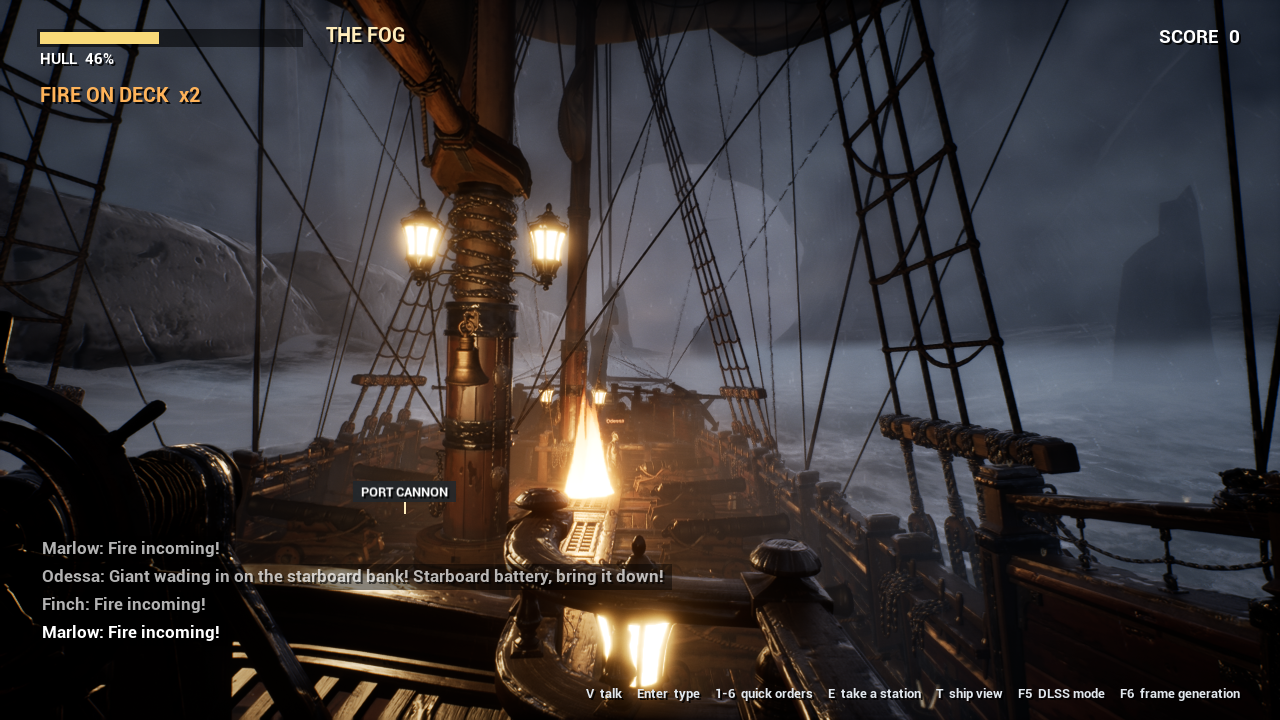 THE FOG
SCORE 0
HULL 46%
FIRE ON DECK x2
PORT CANNON
Marlow: Fire incoming!
Odessa: Giant wading in on the starboard bank! Starboard battery, bring it down!
Finch: Fire incoming!
Marlow: Fire incoming!
V talk Enter type 1-6 quick orders E take a station T ship view F5 DLSS mode F6 frame generation